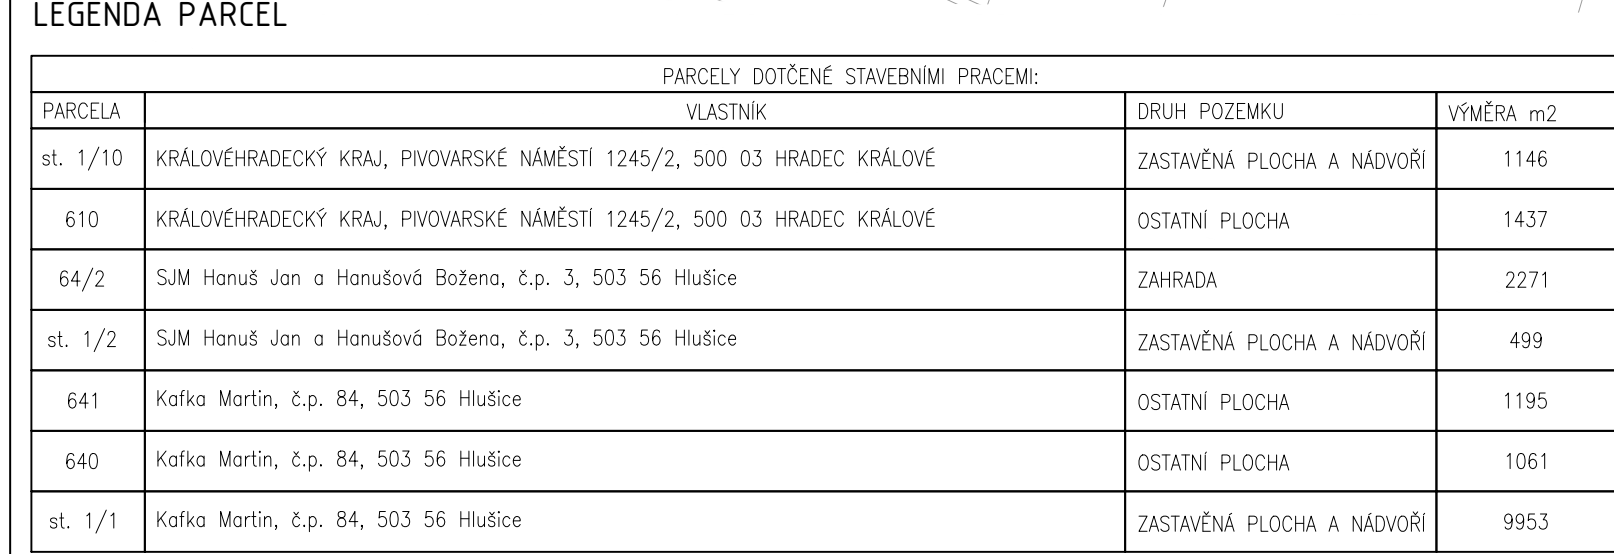 LEGENDA PARCEL
PARCELY DOTČENÉ STAVEBNÍMI PRACEMI:
PARCELA VLASTNÍK DRUH POZEMKU VÝMĚRA m2
st. 1/10 KRÁLOVÉHRADECKÝ KRAJ, PIVOVARSKÉ NÁMĚSTÍ 1245/2, 500 03 HRADEC KRÁLOVÉ ZASTAVĚNÁ PLOCHA A NÁDVOŘÍ 1146
610 KRÁLOVÉHRADECKÝ KRAJ, PIVOVARSKÉ NÁMĚSTÍ 1245/2, 500 03 HRADEC KRÁLOVÉ OSTATNÍ PLOCHA 1437
64/2 SJM Hanuš Jan a Hanušová Božena, č.p. 3, 503 56 Hlušice ZAHRADA 2271
st. 1/2 SJM Hanuš Jan a Hanušová Božena, č.p. 3, 503 56 Hlušice ZASTAVĚNÁ PLOCHA A NÁDVOŘÍ 499
641 Kafka Martin, č.p. 84, 503 56 Hlušice OSTATNÍ PLOCHA 1195
640 Kafka Martin, č.p. 84, 503 56 Hlušice OSTATNÍ PLOCHA 1061
st. 1/1 Kafka Martin, č.p. 84, 503 56 Hlušice ZASTAVĚNÁ PLOCHA A NÁDVOŘÍ 9953